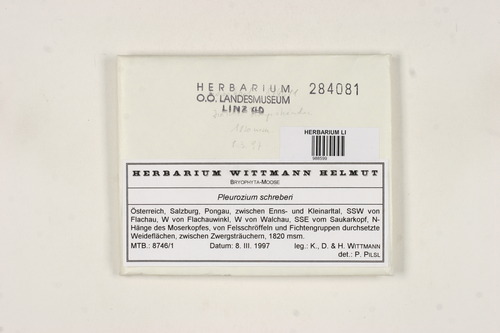 HERBARIUM
O.Ö. LANDESMUSEUM
LINZ/D
284081
HERBARIUM LI
HERBARIUM WITTMANN HELMUT
BRYOPHYTA-MOOSE
Pleurozium schreberi
Österreich, Salzburg, Pongau, zwischen Enns- und Kleinarltal, SSW von
Flachau, W von Flachauwinkl, W von Walchau, SSE vom Saukarkopf, N-
Hänge des Moserkopfes, von Felsschröffeln und Fichtengruppen durchsetzte
Weideflächen, zwischen Zwergsträuchern, 1820 msm.
MTB.: 8746/1 Datum: 8. III. 1997 leg.: K., D. & H. WITTMANN
det.: P. PILSL